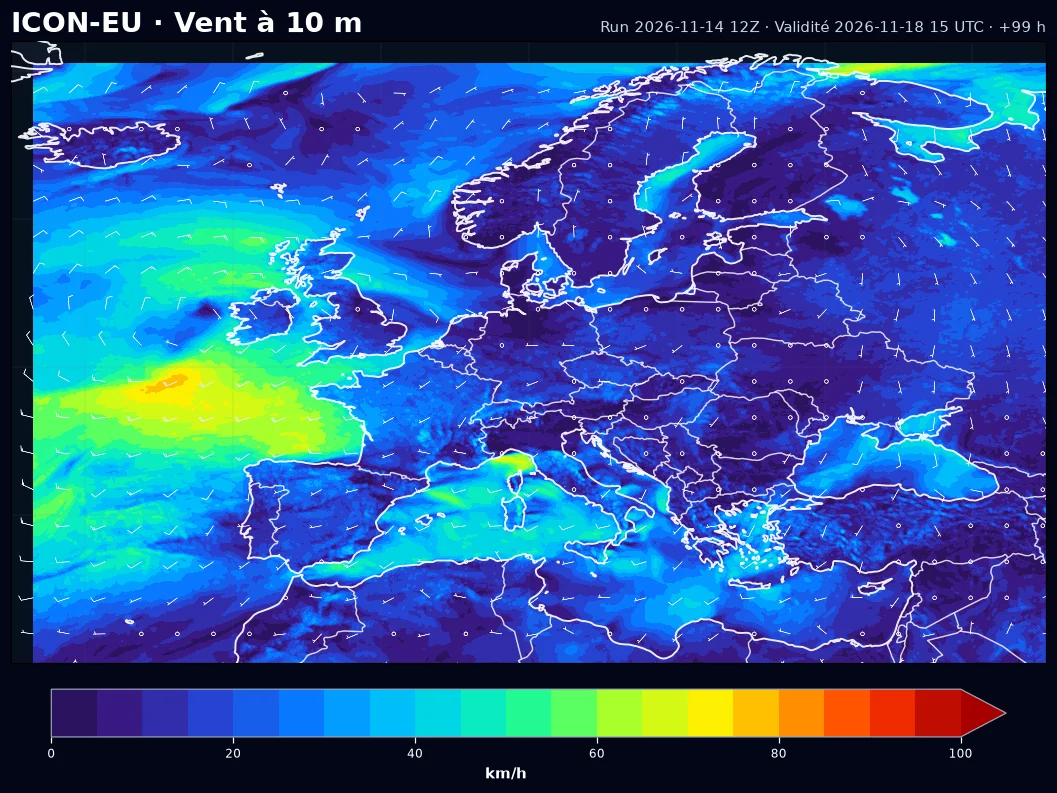 ICON-EU · Vent à 10 m
Run 2026-11-14 12Z · Validité 2026-11-18 15 UTC · +99 h
0 20 40 60 80 100
km/h